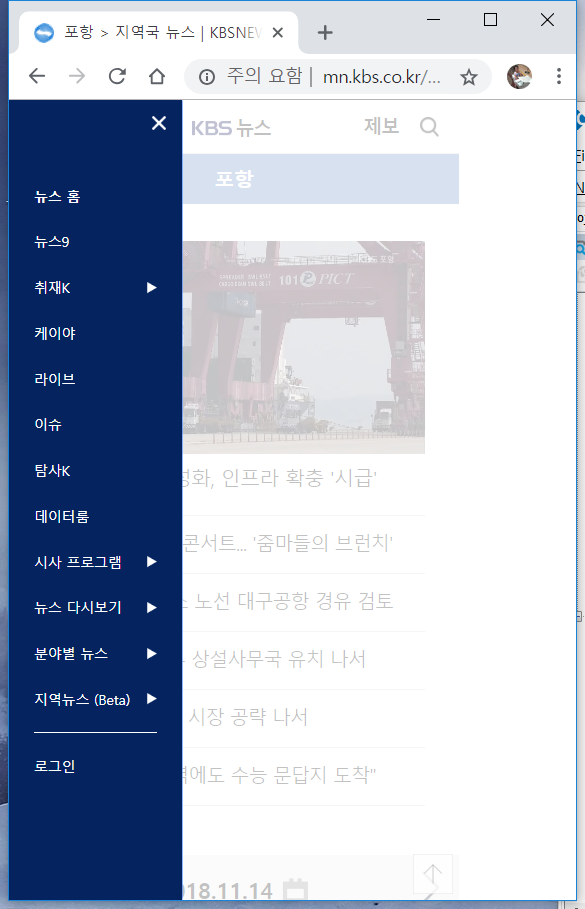 포항 > 지역국 뉴스 | KBSNEW
주의 요함 | mn.kbs.co.kr/...
KBS 뉴스
제보
포항
뉴스 홈
뉴스9
취재K
케이야
라이브
이슈
탐사K
데이터룸
시사 프로그램
뉴스 다시보기
분야별 뉴스
지역뉴스 (Beta)
로그인
101 PICT
성화, 인프라 확충 '시급'
콘서트... '줌마들의 브런치'
노선 대구공항 경유 검토
상설사무국 유치 나서
시장 공략 나서
에도 수능 문답지 도착"
018.11.14